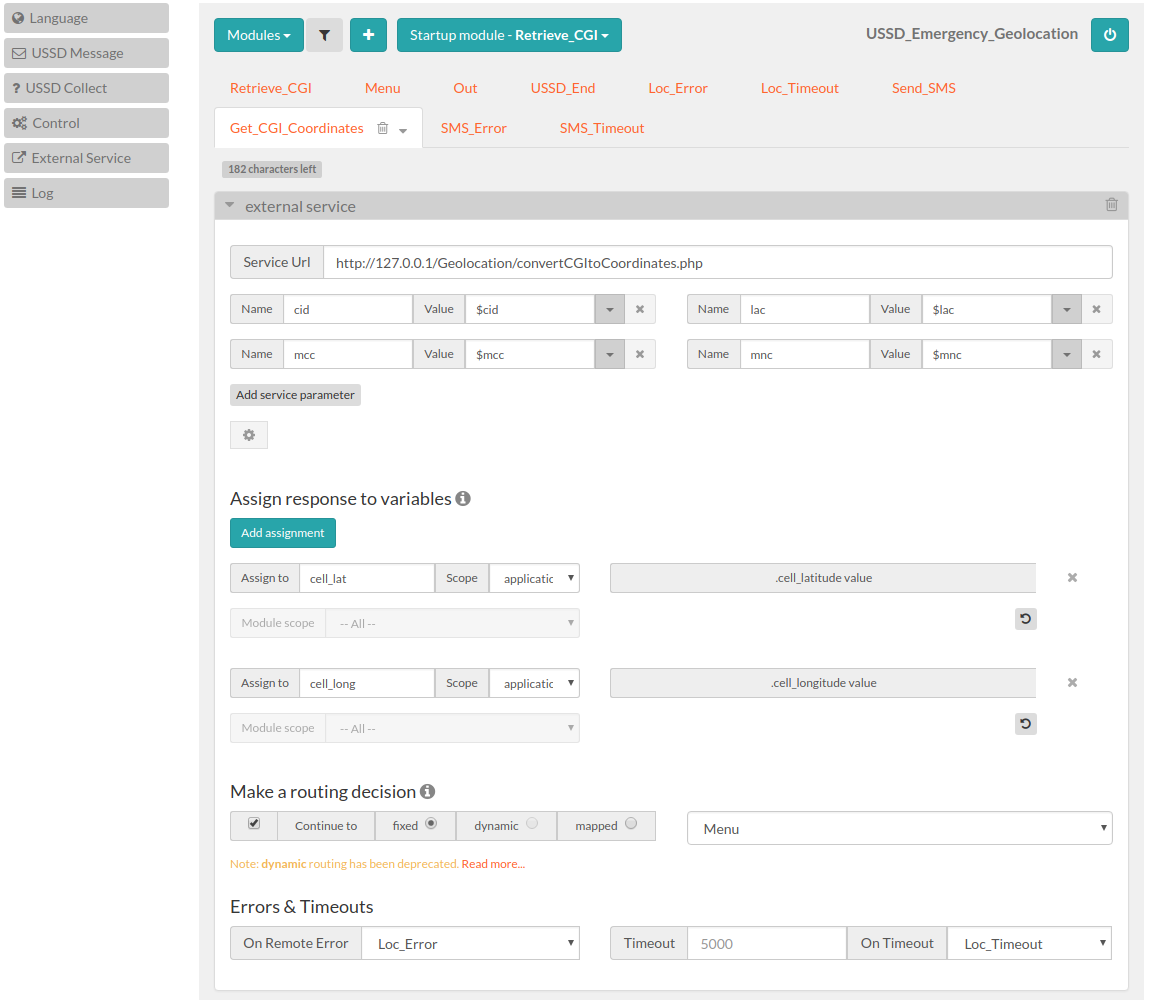 Language
USSD Message
USSD Collect
Control
External Service
Log
Modules
Startup module - Retrieve_CGI
USSD_Emergency_Geolocation
Retrieve_CGI Menu Out USSD_End Loc_Error Loc_Timeout Send_SMS
Get_CGI_Coordinates SMS_Error SMS_Timeout
182 characters left
external service
Service Url http://127.0.0.1/Geolocation/convertCGItoCoordinates.php
Name cid Value $cid Name lac Value $lac
Name mcc Value $mcc Name mnc Value $mnc
Add service parameter
Assign response to variables
Add assignment
Assign to cell_lat Scope applicatic .cell_latitude value
Module scope -- All --
Assign to cell_long Scope applicatic .cell_longitude value
Module scope -- All --
Make a routing decision
Continue to fixed dynamic mapped Menu
Note: dynamic routing has been deprecated. Read more...
Errors & Timeouts
On Remote Error Loc_Error Timeout 5000 On Timeout Loc_Timeout